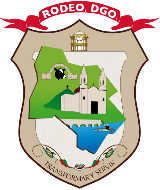 RODEO, DGO.
TRANSFORMAR Y SERVIR